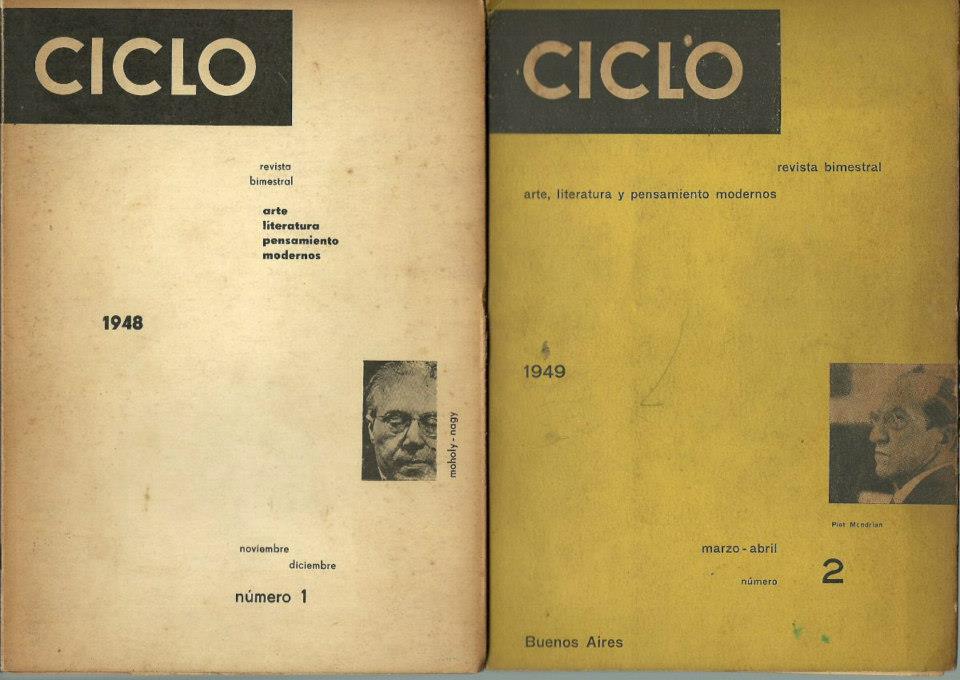 CICLO
revista
bimestral
arte
literatura
pensamiento
modernos
1948
moholy-nagy
noviembre
diciembre
número 1
CICLO
revista bimestral
arte, literatura y pensamiento modernos
1949
Piet Mondrian
marzo-abril
número 2
Buenos Aires